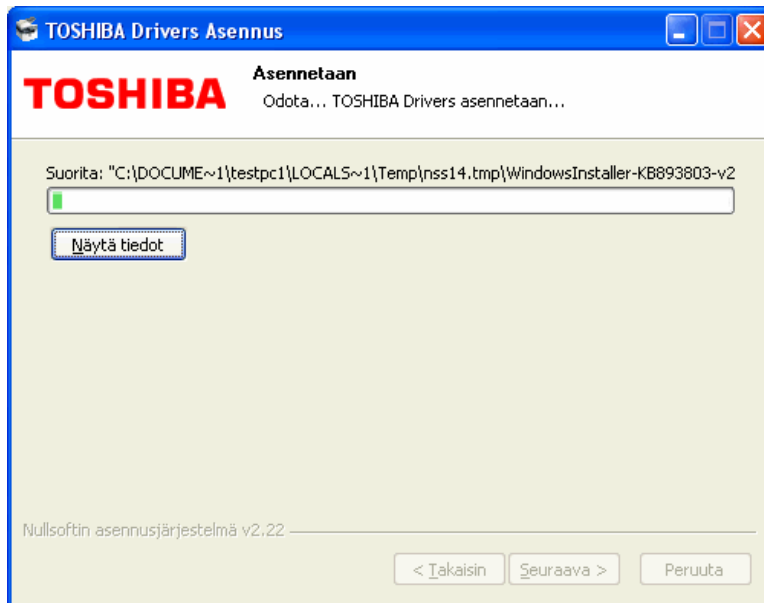 TOSHIBA Drivers Asennus
TOSHIBA
Asennetaan
Odota... TOSHIBA Drivers asennetaan...
Suorita: "C:\DOCUME~1\testpc1\LOCALS~1\Temp\nss14.tmp\WindowsInstaller-KB893803-v2
Näytä tiedot
Nullsoftin asennusjärjestelmä v2.22
< Takaisin
Seuraava >
Peruuta